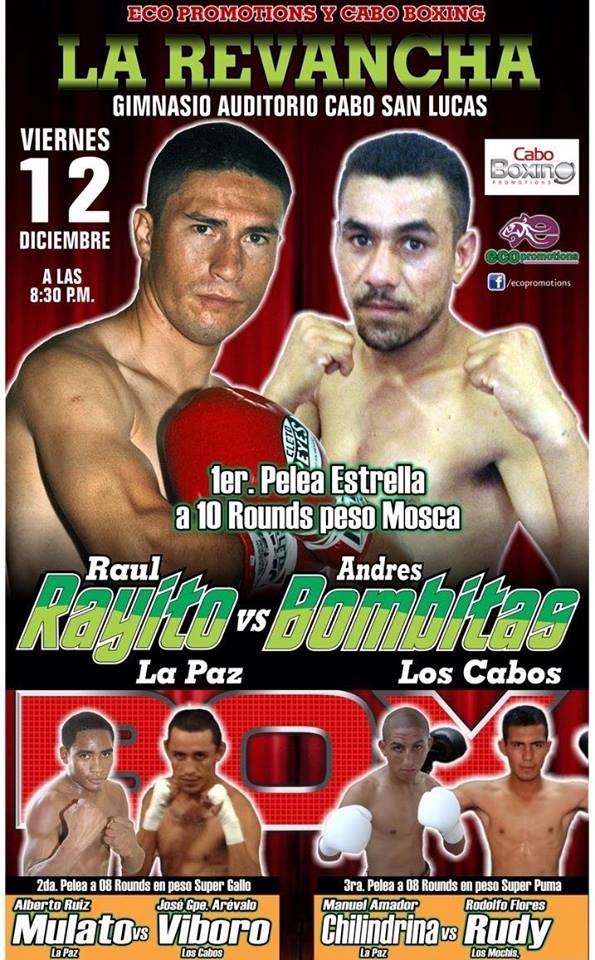 ECO PROMOTIONS Y CABO BOXING
LA REVANCHA
GIMNASIO AUDITORIO CABO SAN LUCAS
VIERNES
12
DICIEMBRE
A LAS
8:30 P.M.
Cabo
Boxing
PROMOTIONS
e
ecopromotions
f /ecopromotions
CLETO
REYES
1er. Pelea Estrella
a 10 Rounds peso Mosca
Raul
Andres
Rayito vs Bombitas
La Paz
Los Cabos
BOX
2da. Pelea a 08 Rounds en peso Super Gallo
3ra. Pelea a 08 Rounds en peso Super Puma
Alberto Ruiz
José Gpe. Arévalo
Manuel Amador
Rodolfo Flores
Mulato vs Viboro
Chilindrina vs Rudy
La Paz
Los Cabos
La Paz
Los Mochis,